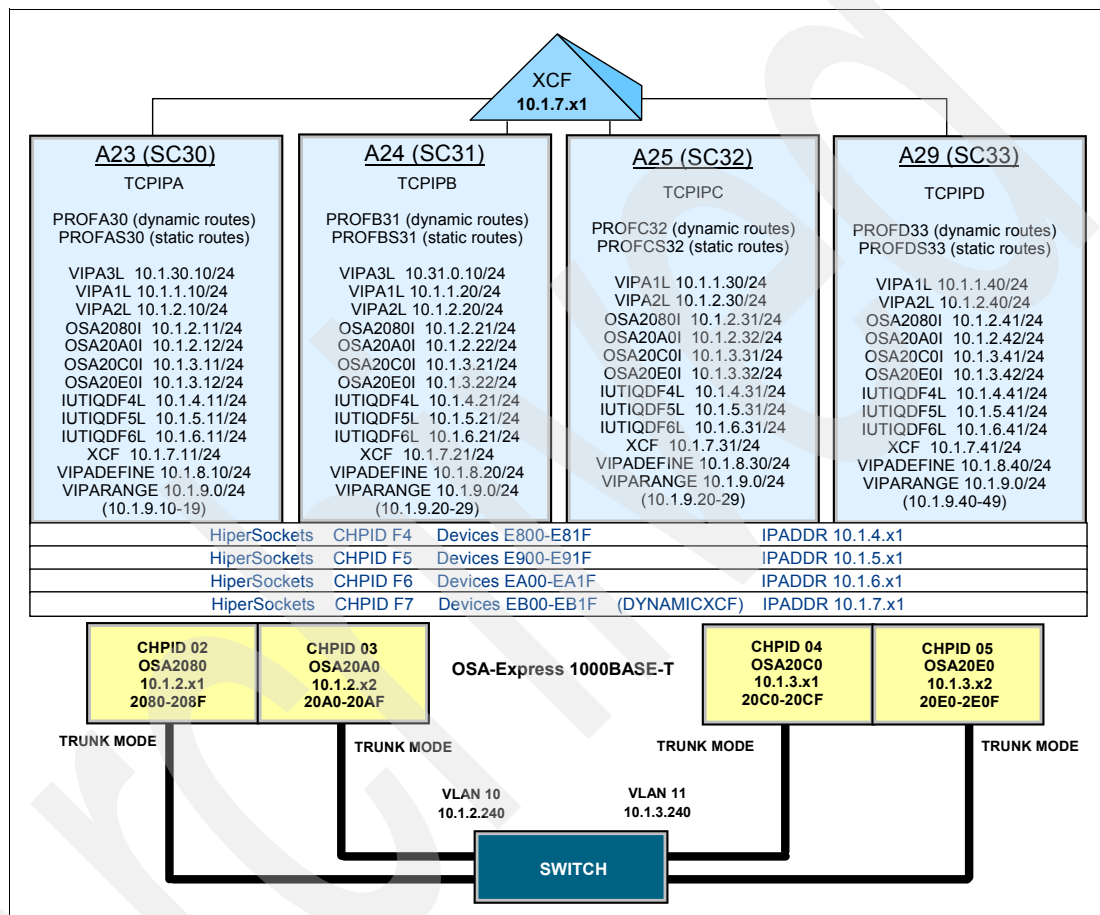 XCF
10.1.7.x1
A23 (SC30)
TCPIPA
PROFA30 (dynamic routes)
PROFAS30 (static routes)
VIPA3L 10.1.30.10/24
VIPA1L 10.1.1.10/24
VIPA2L 10.1.2.10/24
OSA2080I 10.1.2.11/24
OSA20A0I 10.1.2.12/24
OSA20C0I 10.1.3.11/24
OSA20E0I 10.1.3.12/24
IUTIQDF4L 10.1.4.11/24
IUTIQDF5L 10.1.5.11/24
IUTIQDF6L 10.1.6.11/24
XCF 10.1.7.11/24
VIPADEFINE 10.1.8.10/24
VIPARANGE 10.1.9.0/24
(10.1.9.10-19)
A24 (SC31)
TCPIPB
PROFB31 (dynamic routes)
PROFBS31 (static routes)
VIPA3L 10.31.0.10/24
VIPA1L 10.1.1.20/24
VIPA2L 10.1.2.20/24
OSA2080I 10.1.2.21/24
OSA20A0I 10.1.2.22/24
OSA20C0I 10.1.3.21/24
OSA20E0I 10.1.3.22/24
IUTIQDF4L 10.1.4.21/24
IUTIQDF5L 10.1.5.21/24
IUTIQDF6L 10.1.6.21/24
XCF 10.1.7.21/24
VIPADEFINE 10.1.8.20/24
VIPARANGE 10.1.9.0/24
(10.1.9.20-29)
A25 (SC32)
TCPIPC
PROFC32 (dynamic routes)
PROFCS32 (static routes)
VIPA1L 10.1.1.30/24
VIPA2L 10.1.2.30/24
OSA2080I 10.1.2.31/24
OSA20A0I 10.1.2.32/24
OSA20C0I 10.1.3.31/24
OSA20E0I 10.1.3.32/24
IUTIQDF4L 10.1.4.31/24
IUTIQDF5L 10.1.5.31/24
IUTIQDF6L 10.1.6.31/24
XCF 10.1.7.31/24
VIPADEFINE 10.1.8.30/24
VIPARANGE 10.1.9.0/24
(10.1.9.20-29)
A29 (SC33)
TCPIPD
PROFD33 (dynamic routes)
PROFDS33 (static routes)
VIPA1L 10.1.1.40/24
VIPA2L 10.1.2.40/24
OSA2080I 10.1.2.41/24
OSA20A0I 10.1.2.42/24
OSA20C0I 10.1.3.41/24
OSA20E0I 10.1.3.42/24
IUTIQDF4L 10.1.4.41/24
IUTIQDF5L 10.1.5.41/24
IUTIQDF6L 10.1.6.41/24
XCF 10.1.7.41/24
VIPADEFINE 10.1.8.40/24
VIPARANGE 10.1.9.0/24
(10.1.9.40-49)
HiperSockets CHPID F4 Devices E800-E81F IPADDR 10.1.4.x1
HiperSockets CHPID F5 Devices E900-E91F IPADDR 10.1.5.x1
HiperSockets CHPID F6 Devices EA00-EA1F IPADDR 10.1.6.x1
HiperSockets CHPID F7 Devices EB00-EB1F (DYNAMICXCF) IPADDR 10.1.7.x1
CHPID 02
OSA2080
10.1.2.x1
2080-208F
CHPID 03
OSA20A0
10.1.2.x2
20A0-20AF
OSA-Express 1000BASE-T
CHPID 04
OSA20C0
10.1.3.x1
20C0-20CF
CHPID 05
OSA20E0
10.1.3.x2
20E0-2E0F
TRUNK MODE
TRUNK MODE
TRUNK MODE
TRUNK MODE
VLAN 10
10.1.2.240
VLAN 11
10.1.3.240
SWITCH